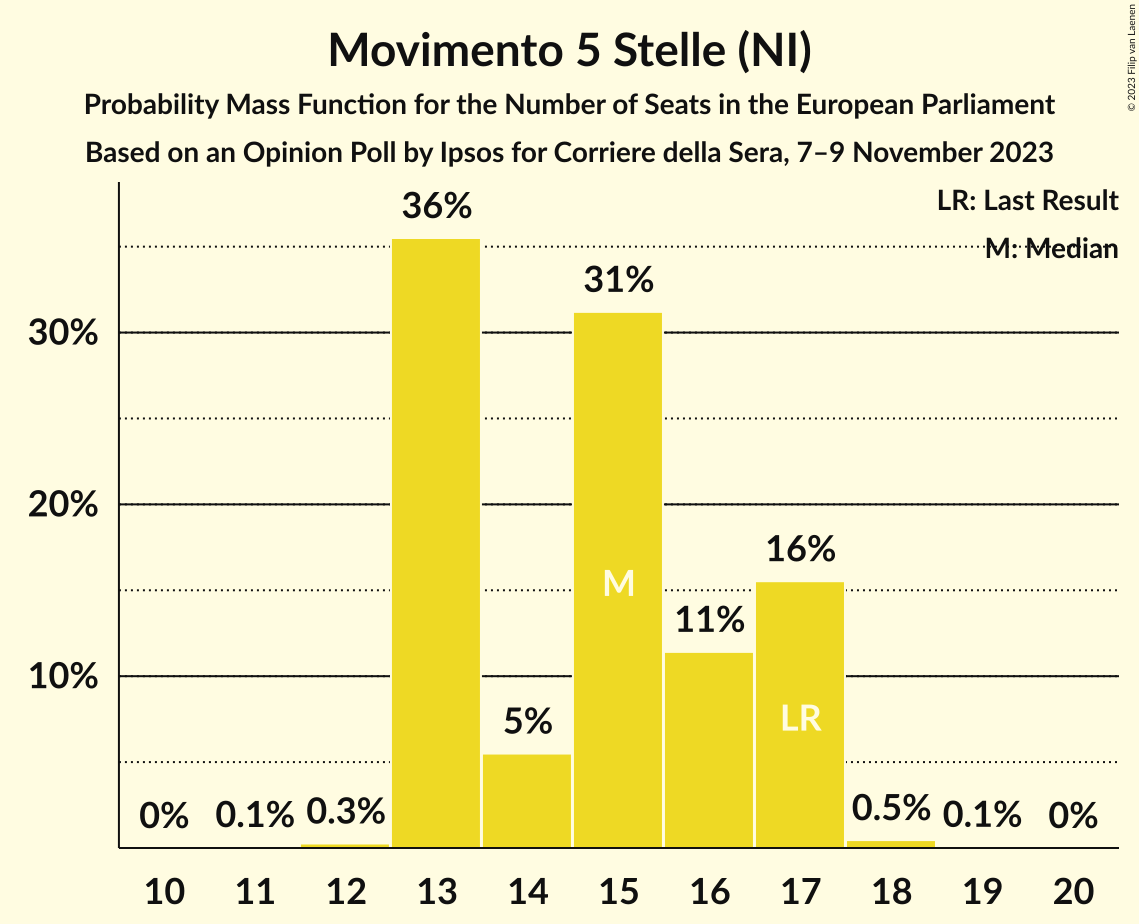 Movimento 5 Stelle (NI)
Probability Mass Function for the Number of Seats in the European Parliament
Based on an Opinion Poll by Ipsos for Corriere della Sera, 7–9 November 2023
© 2023 Filip van Laenen
LR: Last Result
M: Median
36%
31%
30%
20%
16%
M
11%
10%
LR
5%
0% 0.1% 0.3% 0.5% 0.1% 0%
10 11 12 13 14 15 16 17 18 19 20